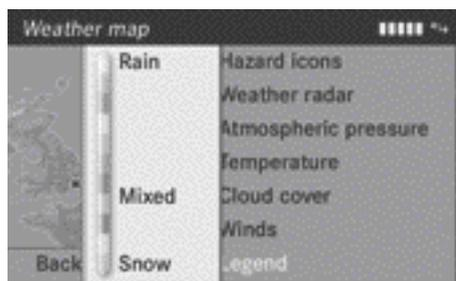 Weather map
Rain
Mixed
Snow
Hazard icons
Weather radar
Atmospheric pressure
Temperature
Cloud cover
Winds
Legend
Back